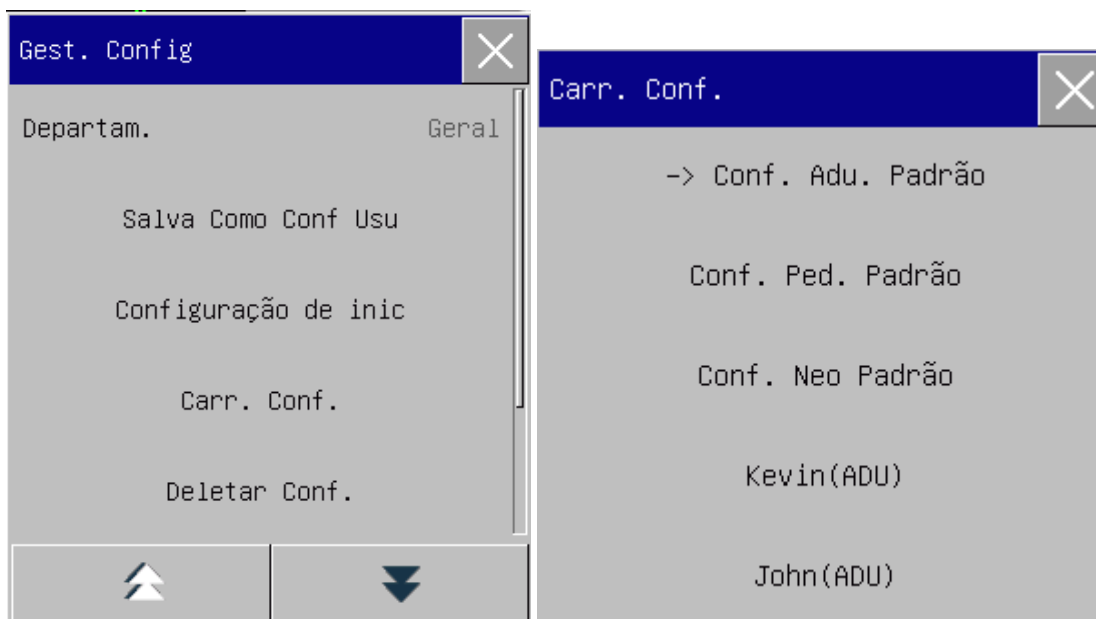 Gest. Config
Departam. Geral
Salva Como Conf Usu
Configuração de inic
Carr. Conf.
Deletar Conf.
Carr. Conf.
-> Conf. Adu. Padrão
Conf. Ped. Padrão
Conf. Neo Padrão
Kevin(ADU)
John(ADU)